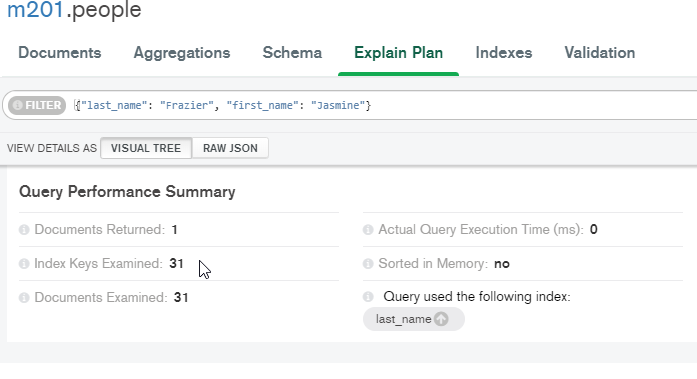 m201.people
Documents Aggregations Schema Explain Plan Indexes Validation
FILTER {"last_name": "Frazier", "first_name": "Jasmine"}
VIEW DETAILS AS VISUAL TREE RAW JSON
Query Performance Summary
Documents Returned: 1
Index Keys Examined: 31
Documents Examined: 31
Actual Query Execution Time (ms): 0
Sorted in Memory: no
Query used the following index:
last_name